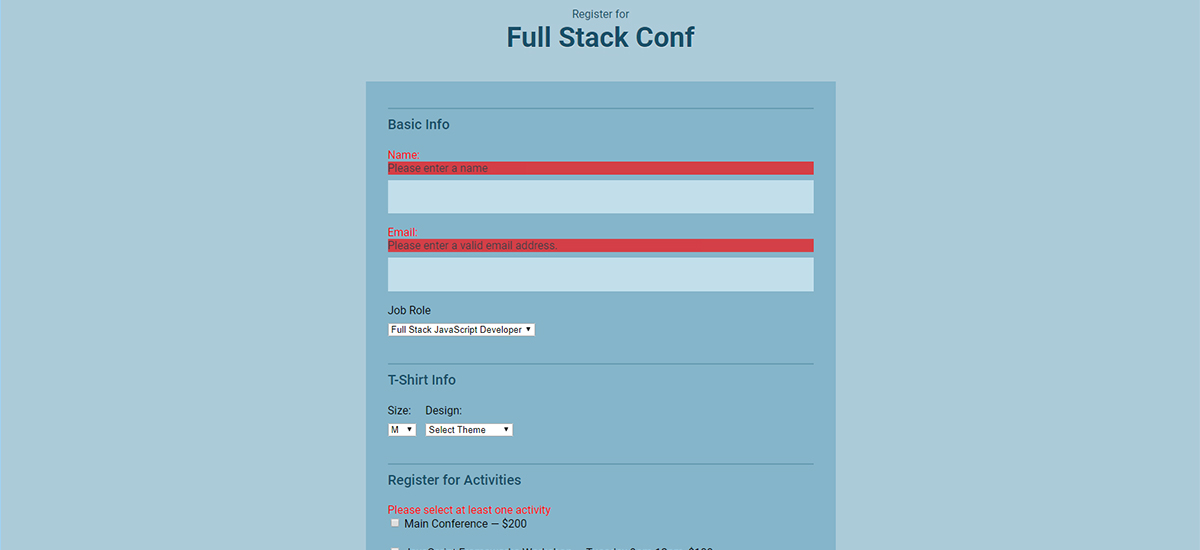 Register for
Full Stack Conf
Basic Info
Name:
Please enter a name
Email:
Please enter a valid email address.
Job Role
Full Stack JavaScript Developer
T-Shirt Info
Size: Design:
M Select Theme
Register for Activities
Please select at least one activity
Main Conference — $200